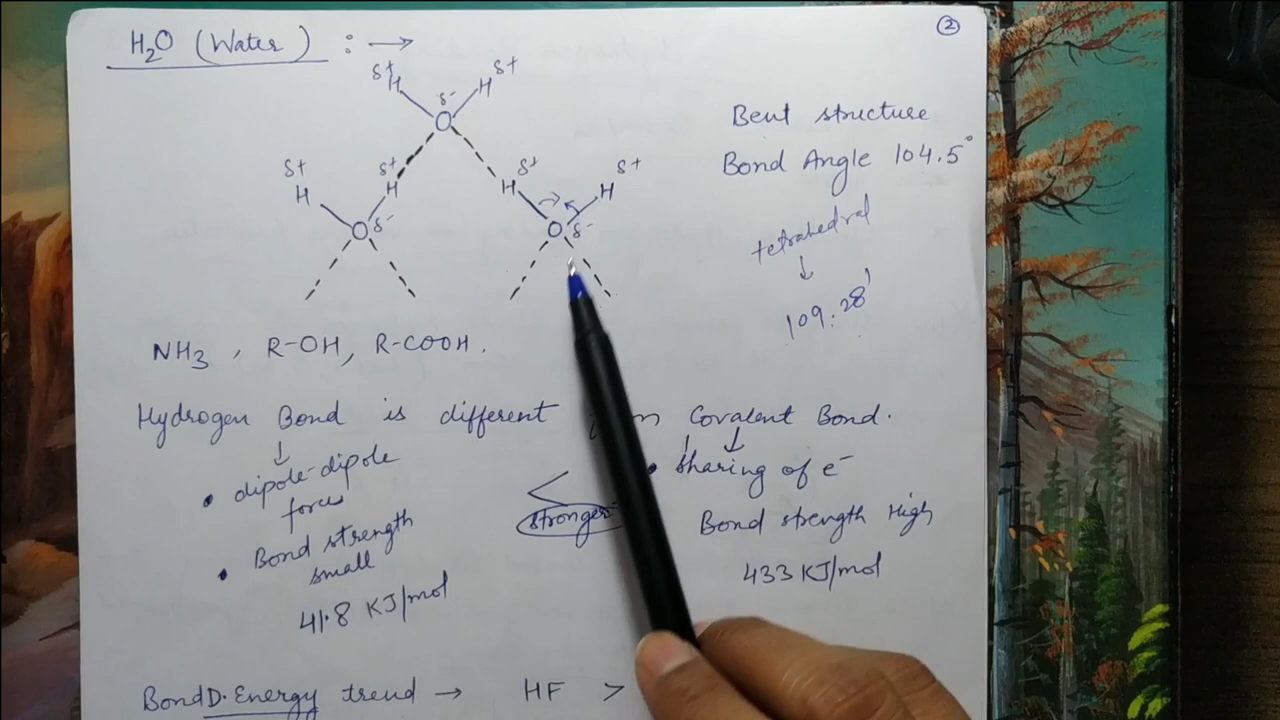 ②
H₂O (Water) : →
δ+ H δ+ H
δ- O
δ+ H δ+ H δ+ H δ+ H
O δ- O δ-
Bent structure
Bond Angle 104.5°
tetrahedral
↓
109.28'
NH₃ , R-OH, R-COOH.
Hydrogen Bond is different Covalent Bond.
• dipole-dipole forces
• Bond strength small
41.8 KJ/mol
< stronger
• sharing of e⁻
Bond strength High
433 KJ/mol
Bond D. Energy trend → HF >